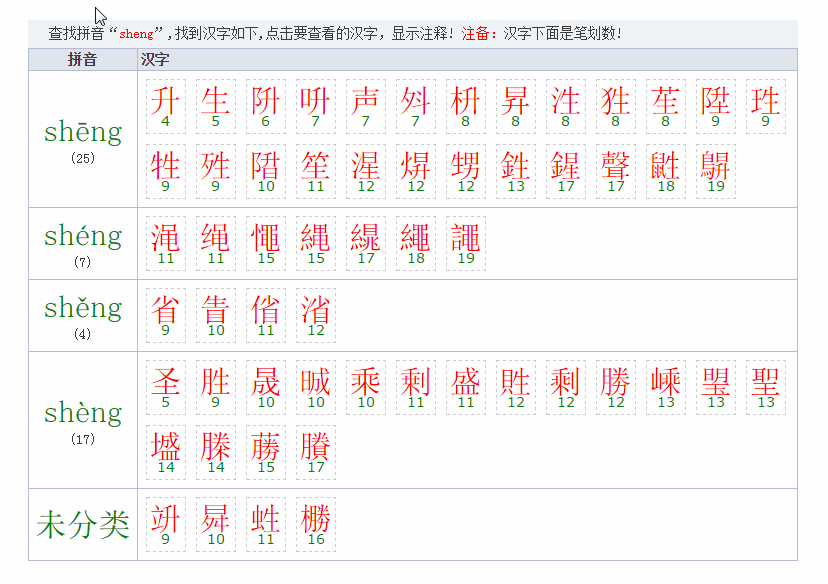 查找拼音“sheng”,找到汉字如下,点击要查看的汉字，显示注释! 注备：汉字下面是笔划数!
拼音 汉字
shēng
(25)
升 生 阩 呏 声 斘 枡 昇 泩 狌 苼 陞 珄
4 5 6 7 7 7 8 8 8 8 8 9 9
牲 殅 陹 笙 湦 焺 甥 鉎 鍟 聲 鼪 鵿
9 9 10 11 12 12 12 13 17 17 18 19
shéng
(7)
渑 绳 憴 縄 繉 繩 譝
11 11 15 15 17 18 19
shěng
(4)
省 眚 偗 渻
9 10 11 12
shèng
(17)
圣 胜 晟 晠 乘 剩 盛 貹 剩 勝 嵊 琞 聖
5 9 10 10 10 11 11 12 12 12 13 13 13
墭 榺 蕂 賸
14 14 15 17
未分类
竔 曻 蛏 橳
9 10 11 16